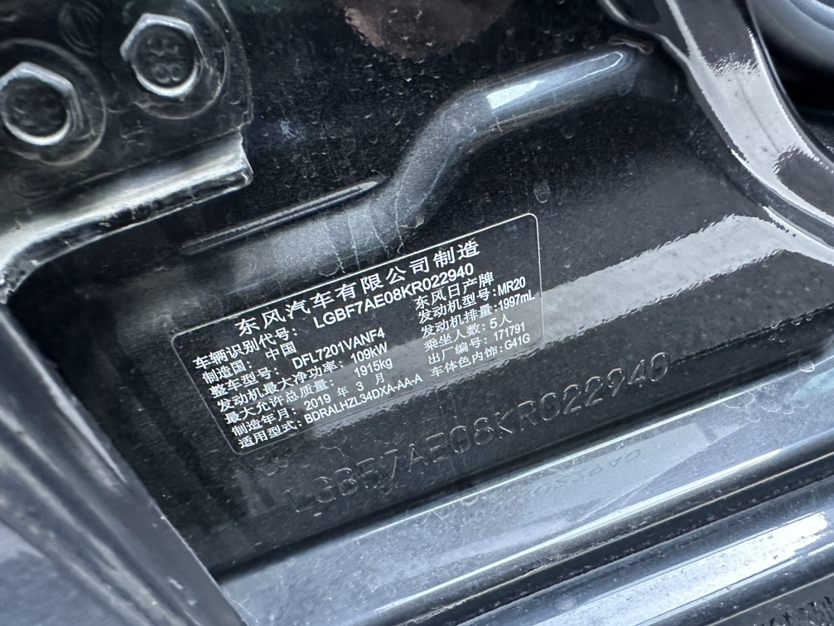 东风汽车有限公司制造
车辆识别代号: LGBF7AE08KR022940
制造国: 中国 东风日产牌
整车型号: DFL7201VANF4 发动机型号: MR20
发动机最大净功率: 109kW 发动机排量: 1997mL
最大允许总质量: 1915kg 乘坐人数: 5人
制造年月: 2019 年 3 月 出厂编号: 171791
适用型式: BDRALHZL34DXA-AA-A 车体色内饰: G41G
LGBF7AE08KR022940